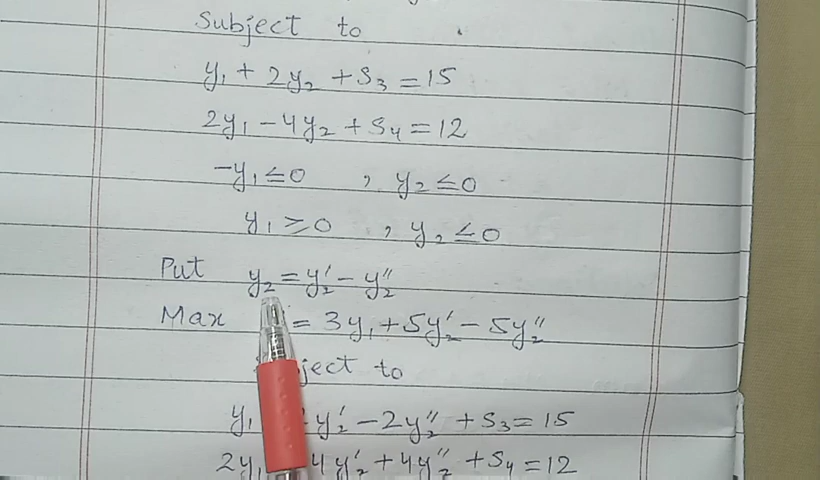 Subject to
y₁ + 2y₂ + S₃ = 15
2y₁ - 4y₂ + S₄ = 12
-y₁ ≤ 0 , y₂ ≤ 0
y₁ ≥ 0 , y₂ ≤ 0
Put y₂ = y₂′ - y₂″
Max = 3y₁ + 5y₂′ - 5y₂″
to
y₁ y₂′ - 2y₂″ + S₃ = 15
2y₁ 4y₂′ + 4y₂″ + S₄ = 12